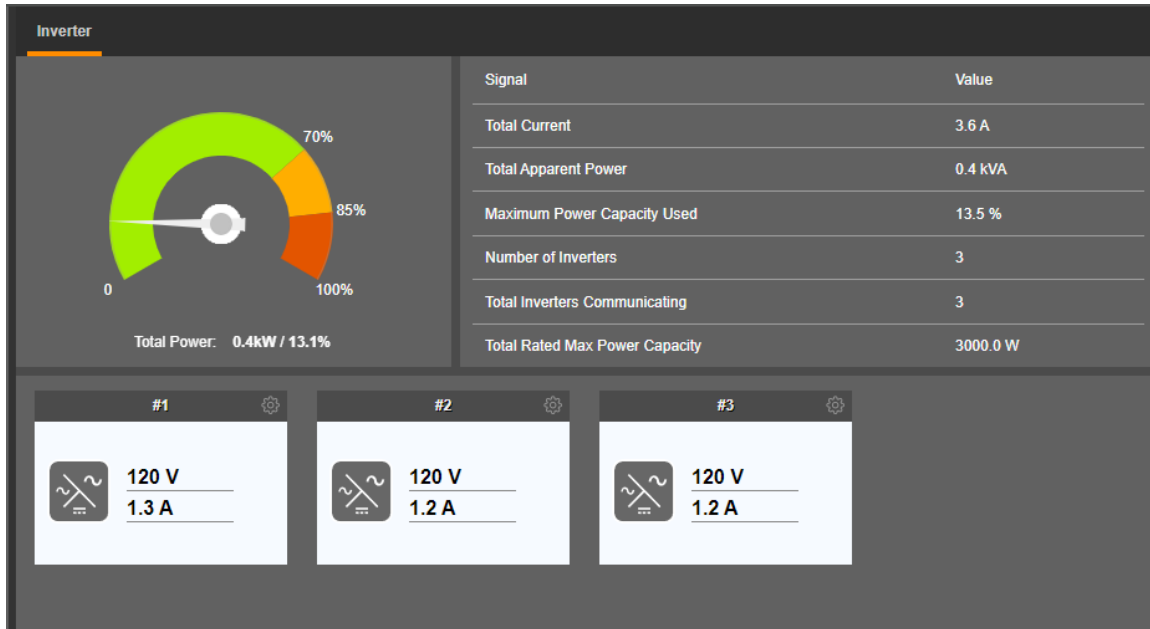 Inverter
70%
85%
0
100%
Total Power: 0.4kW / 13.1%
Signal Value
Total Current 3.6 A
Total Apparent Power 0.4 kVA
Maximum Power Capacity Used 13.5 %
Number of Inverters 3
Total Inverters Communicating 3
Total Rated Max Power Capacity 3000.0 W
#1
120 V
1.3 A
#2
120 V
1.2 A
#3
120 V
1.2 A